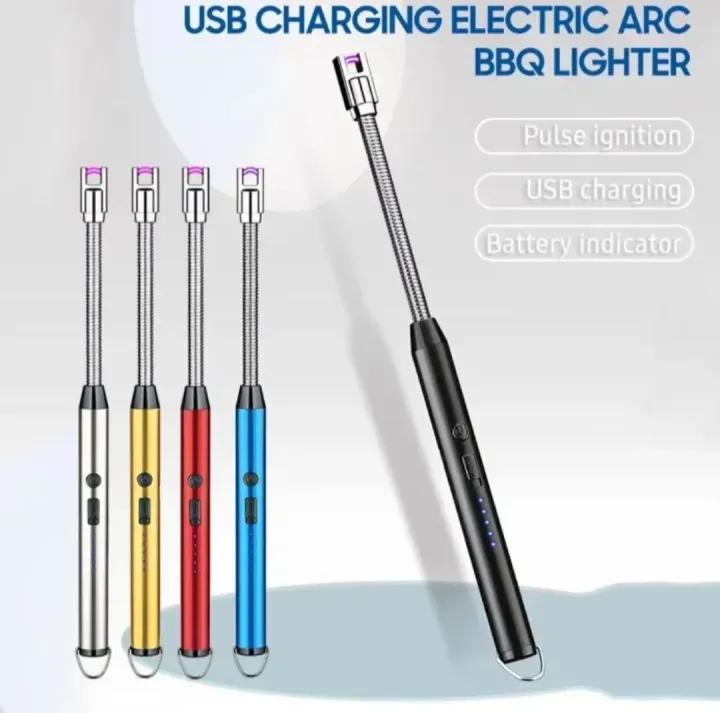 USB CHARGING ELECTRIC ARC
BBQ LIGHTER
Pulse ignition
USB charging
Battery indicator